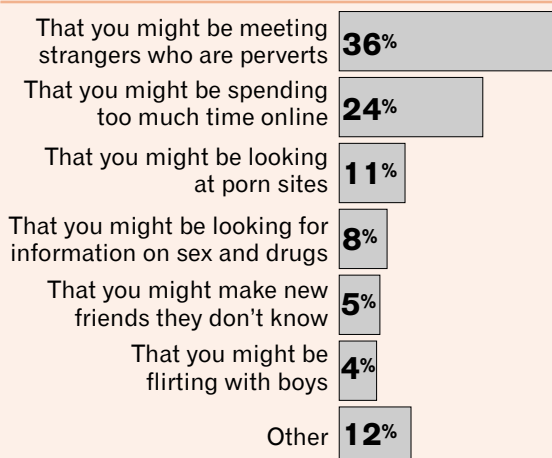 That you might be meeting
strangers who are perverts
36%
That you might be spending
too much time online
24%
That you might be looking
at porn sites
11%
That you might be looking for
information on sex and drugs
8%
That you might make new
friends they don’t know
5%
That you might be
flirting with boys
4%
Other
12%